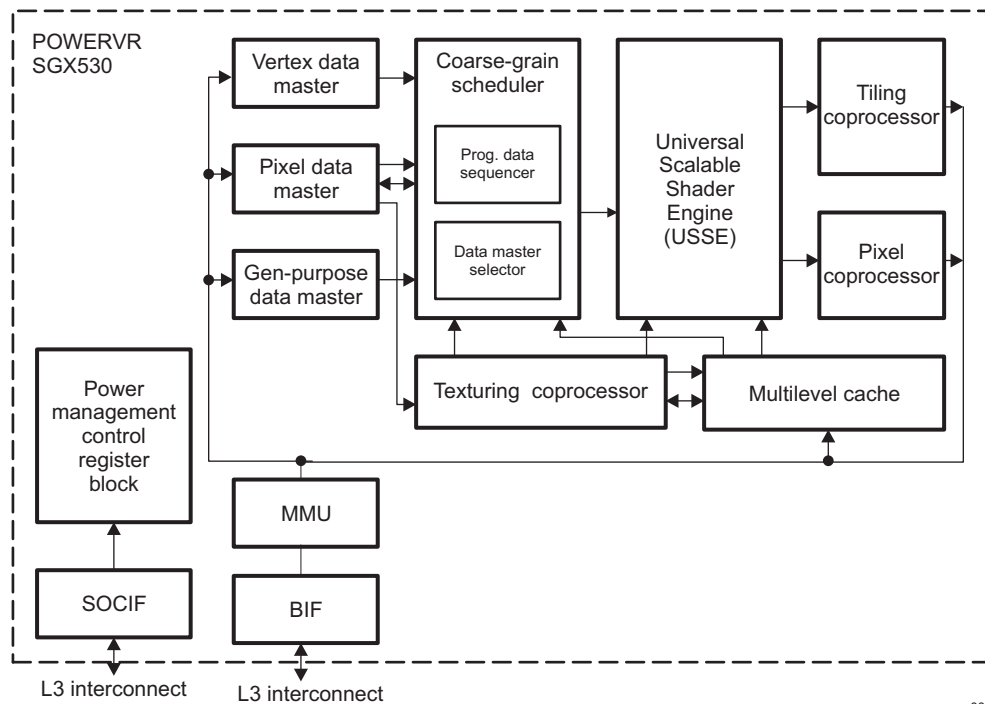 POWERVR
SGX530
Vertex data
master
Pixel data
master
Gen-purpose
data master
Coarse-grain
scheduler
Prog. data
sequencer
Data master
selector
Universal
Scalable
Shader
Engine
(USSE)
Tiling
coprocessor
Pixel
coprocessor
Texturing coprocessor
Multilevel cache
Power
management
control
register
block
MMU
SOCIF
BIF
L3 interconnect
L3 interconnect